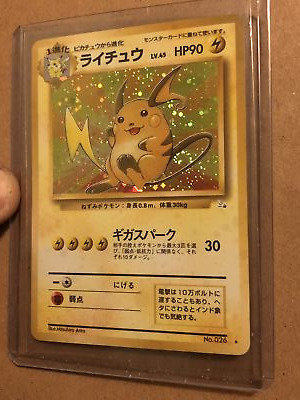 1進化
ピカチュウから進化
モンスターカードに重ねて使います。
ライチュウ LV.45 HP90
ねずみポケモン：身長0.8m、体重30kg
ギガスパーク 30
相手の控えポケモンから最大3匹を選
び、「弱点・抵抗力」に関係なく、それぞれ
に10ダメージ。
にげる
弱点
電撃は10万ボルトに
達することもあり、ヘ
タにさわるとインド象
でも気絶する。
No.026